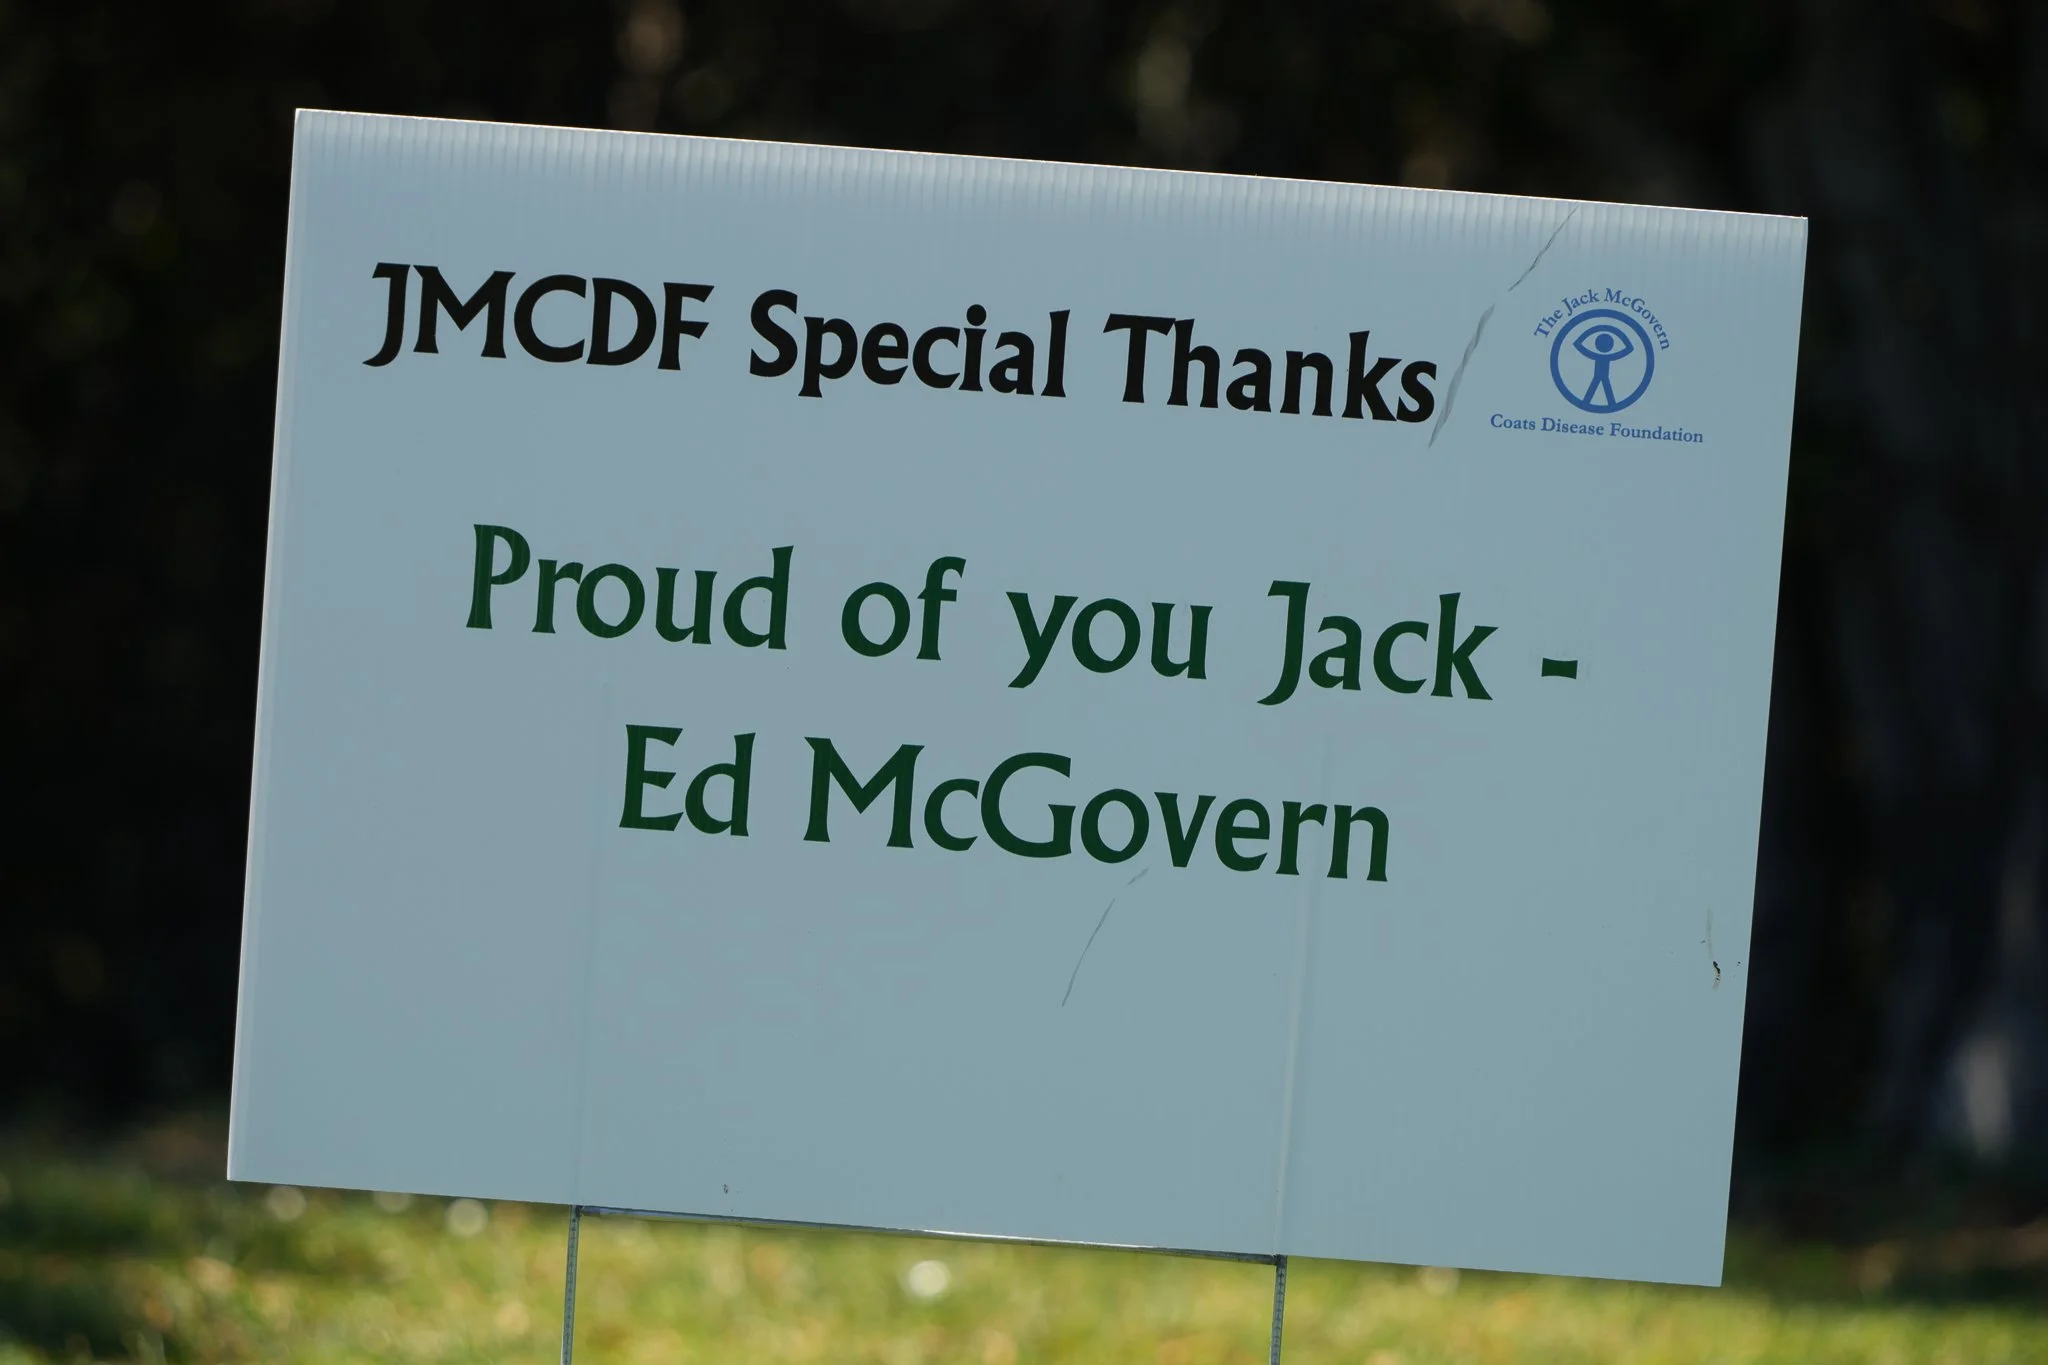 JMCDF Special Thanks
The Jack McGovern
Coats Disease Foundation
Proud of you Jack -
Ed McGovern